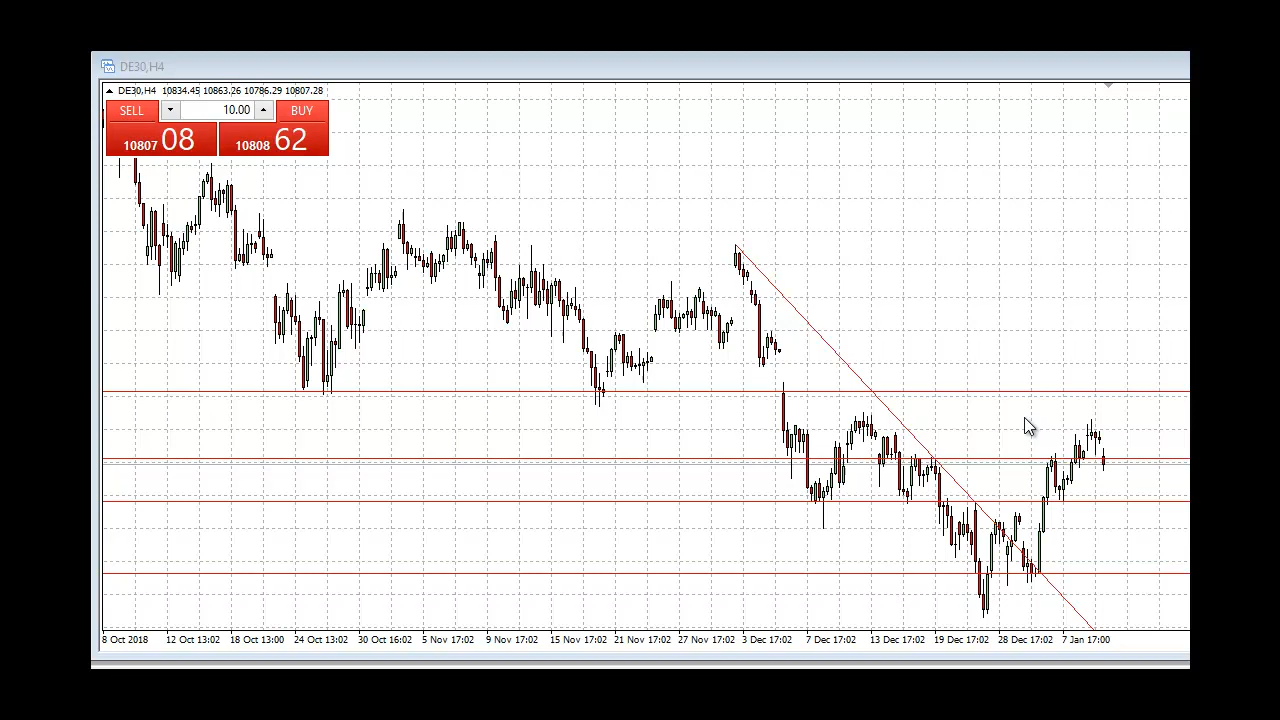 DE30,H4
DE30,H4 10834.45 10863.26 10786.29 10807.28
SELL 10.00 BUY
10807 08 10808 62
8 Oct 2018 12 Oct 13:02 18 Oct 13:00 24 Oct 13:02 30 Oct 16:02 5 Nov 17:02 9 Nov 17:02 15 Nov 17:02 21 Nov 17:02 27 Nov 17:02 3 Dec 17:02 7 Dec 17:02 13 Dec 17:02 19 Dec 17:02 28 Dec 17:02 7 Jan 17:00